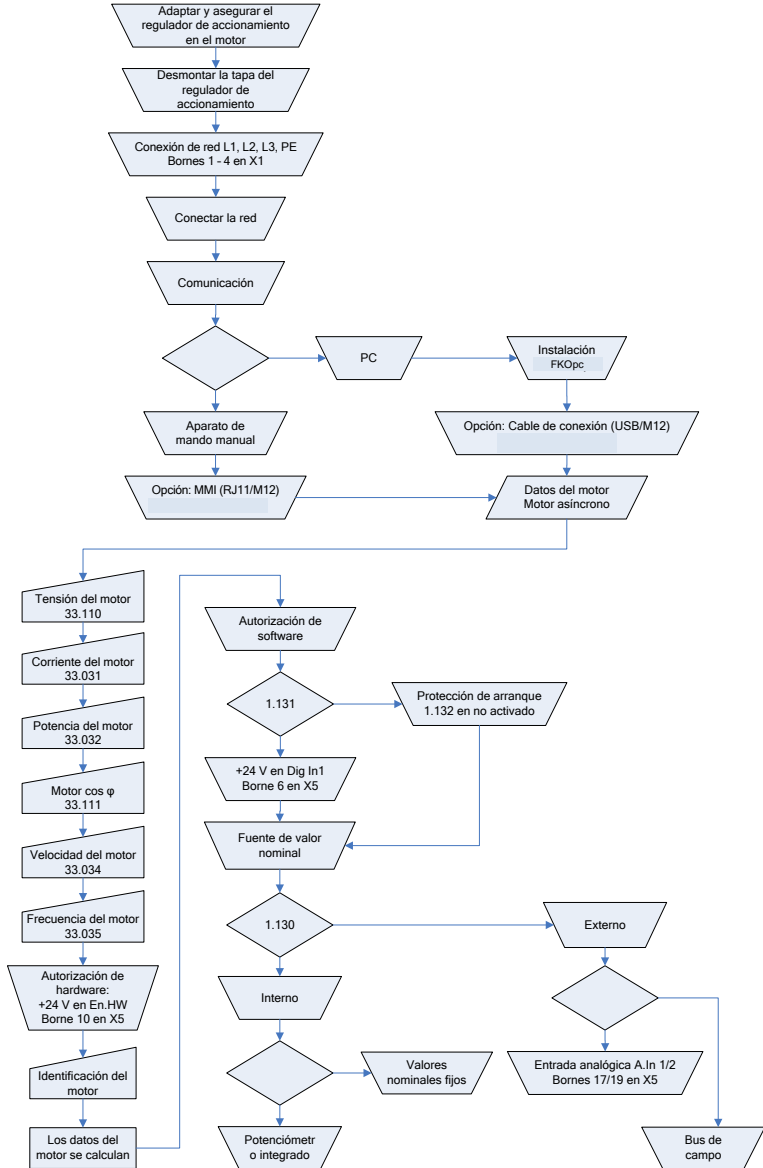 Adaptar y asegurar el
regulador de accionamiento
en el motor
Desmontar la tapa del
regulador de
accionamiento
Conexión de red L1, L2, L3, PE
Bornes 1 - 4 en X1
Conectar la red
Comunicación
PC
Instalación
FKOpc
Aparato de
mando manual
Opción: Cable de conexión (USB/M12)
Opción: MMI (RJ11/M12)
Datos del motor
Motor asíncrono
Tensión del motor
33.110
Corriente del motor
33.031
Potencia del motor
33.032
Motor cos φ
33.111
Velocidad del motor
33.034
Frecuencia del motor
33.035
Autorización de
hardware:
+24 V en En.HW
Borne 10 en X5
Identificación del
motor
Los datos del
motor se calculan
Autorización de
software
1.131
Protección de arranque
1.132 en no activado
+24 V en Dig In1
Borne 6 en X5
Fuente de valor
nominal
1.130
Externo
Interno
Valores
nominales fijos
Entrada analógica A.In 1/2
Bornes 17/19 en X5
Potenciómetr
o integrado
Bus de
campo